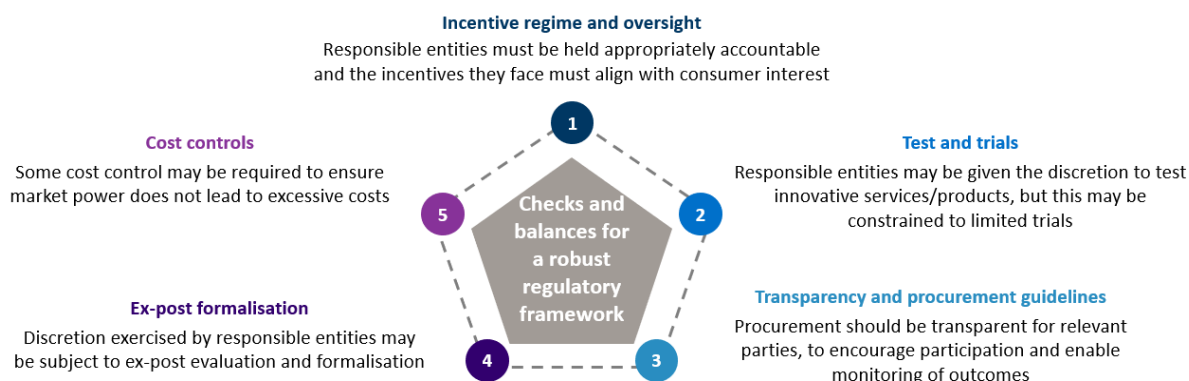 Incentive regime and oversight
Responsible entities must be held appropriately accountable
and the incentives they face must align with consumer interest
1
Test and trials
Responsible entities may be given the discretion to test
innovative services/products, but this may be
constrained to limited trials
2
Transparency and procurement guidelines
Procurement should be transparent for relevant
parties, to encourage participation and enable
monitoring of outcomes
3
Ex-post formalisation
Discretion exercised by responsible entities may
be subject to ex-post evaluation and formalisation
4
Cost controls
Some cost control may be required to ensure
market power does not lead to excessive costs
5
Checks and
balances for
a robust
regulatory
framework